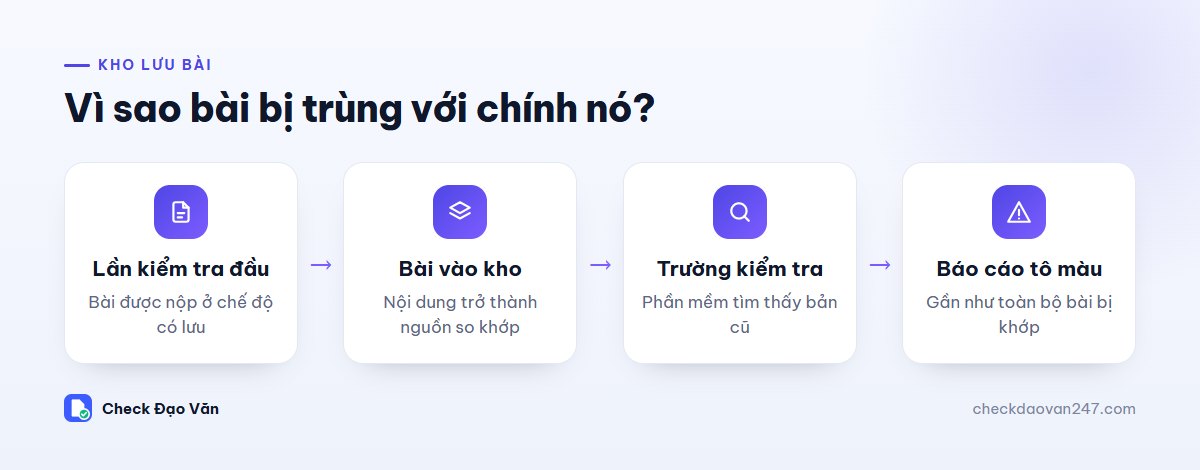 KHO LƯU BÀI
Vì sao bài bị trùng với chính nó?
Lần kiểm tra đầu
Bài được nộp ở chế độ
có lưu
Bài vào kho
Nội dung trở thành
nguồn so khớp
Trường kiểm tra
Phần mềm tìm thấy bản
cũ
Báo cáo tô màu
Gần như toàn bộ bài bị
khớp
Check Đạo Văn
checkdaovan247.com